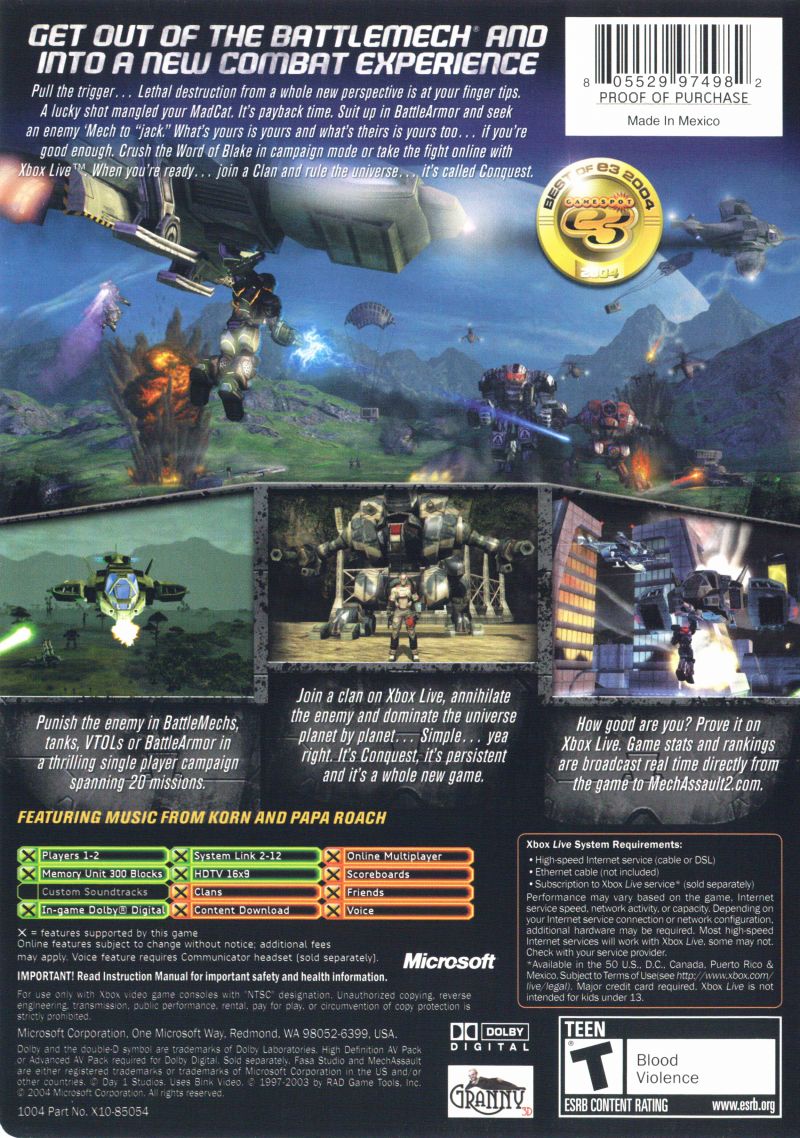 GET OUT OF THE BATTLEMECH® AND
INTO A NEW COMBAT EXPERIENCE
Pull the trigger... Lethal destruction from a whole new perspective is at your finger tips.
A lucky shot mangled your MadCat. It's payback time. Suit up in BattleArmor and seek
an enemy 'Mech to "jack." What's yours is yours and what's theirs is yours too... if you're
good enough. Crush the Word of Blake in campaign mode or take the fight online with
Xbox Live™. When you're ready... join a Clan and rule the universe... it's called Conquest.
8 05529 97498 2
PROOF OF PURCHASE
Made In Mexico
BEST OF E3 2004
GAMESPOT
e3
2004
Punish the enemy in BattleMechs,
tanks, VTOLs or BattleArmor in
a thrilling single player campaign
spanning 20 missions.
Join a clan on Xbox Live, annihilate
the enemy and dominate the universe
planet by planet... Simple... yea
right. It's Conquest, it's persistent
and it's a whole new game.
How good are you? Prove it on
Xbox Live. Game stats and rankings
are broadcast real time directly from
the game to MechAssault2.com.
FEATURING MUSIC FROM KORN AND PAPA ROACH
X Players 1-2
X System Link 2-12
X Online Multiplayer
X Memory Unit 300 Blocks
X HDTV 16x9
X Scoreboards
Custom Soundtracks
X Clans
X Friends
X In-game Dolby® Digital
X Content Download
X Voice
X = features supported by this game
Online features subject to change without notice; additional fees
may apply. Voice feature requires Communicator headset (sold separately).
IMPORTANT! Read Instruction Manual for important safety and health information.
For use only with Xbox video game consoles with "NTSC" designation. Unauthorized copying, reverse
engineering, transmission, public performance, rental, pay for play, or circumvention of copy protection is
strictly prohibited.
Microsoft Corporation, One Microsoft Way, Redmond, WA 98052-6399, USA.
Dolby and the double-D symbol are trademarks of Dolby Laboratories. High Definition AV Pack
or Advanced AV Pack required for Dolby Digital. Sold separately. Fasa Studio and MechAssault
are either registered trademarks or trademarks of Microsoft Corporation in the US and/or
other countries. © Day 1 Studios. Uses Bink Video. © 1997-2003 by RAD Game Tools, Inc.
© 2004 Microsoft Corporation. All rights reserved.
1004 Part No. X10-85054
Microsoft
Xbox Live System Requirements:
• High-speed Internet service (cable or DSL)
• Ethernet cable (not included)
• Subscription to Xbox Live service* (sold separately)
Performance may vary based on the game, Internet
service speed, network activity, or capacity. Depending on
your Internet service connection or network configuration,
additional hardware may be required. Most high-speed
Internet services will work with Xbox Live, some may not.
Check with your service provider.
*Available in the 50 U.S., D.C., Canada, Puerto Rico &
Mexico. Subject to Terms of Use(see http://www.xbox.com/
live/legal). Major credit card required. Xbox Live is not
intended for kids under 13.
DOLBY
DIGITAL
GRANNY
3D
TEEN
T
®
Blood
Violence
ESRB CONTENT RATING www.esrb.org